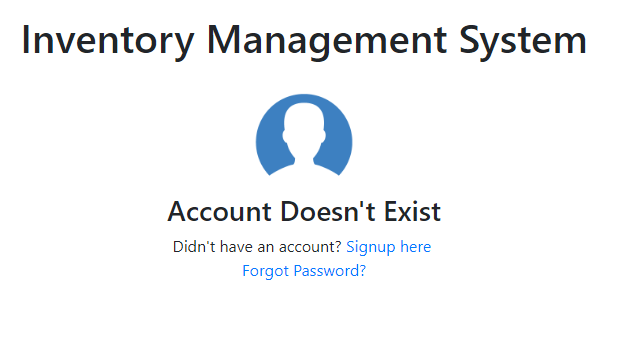 Inventory Management System
Account Doesn't Exist
Didn't have an account? Signup here
Forgot Password?